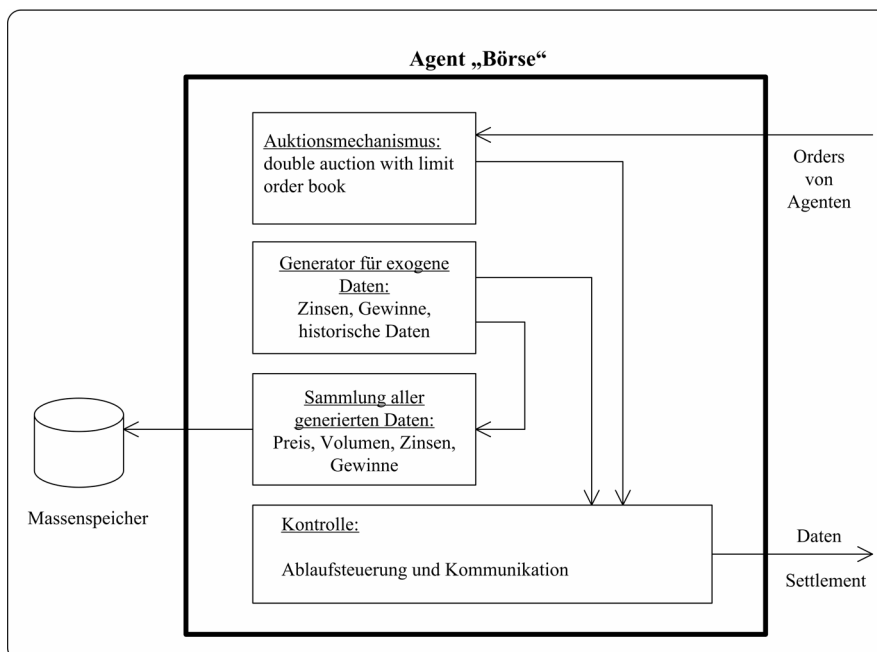 Agent „Börse“
Auktionsmechanismus:
double auction with limit
order book
Orders
von
Agenten
Generator für exogene
Daten:
Zinsen, Gewinne,
historische Daten
Sammlung aller
generierten Daten:
Preis, Volumen, Zinsen,
Gewinne
Massenspeicher
Kontrolle:
Ablaufsteuerung und Kommunikation
Daten
Settlement